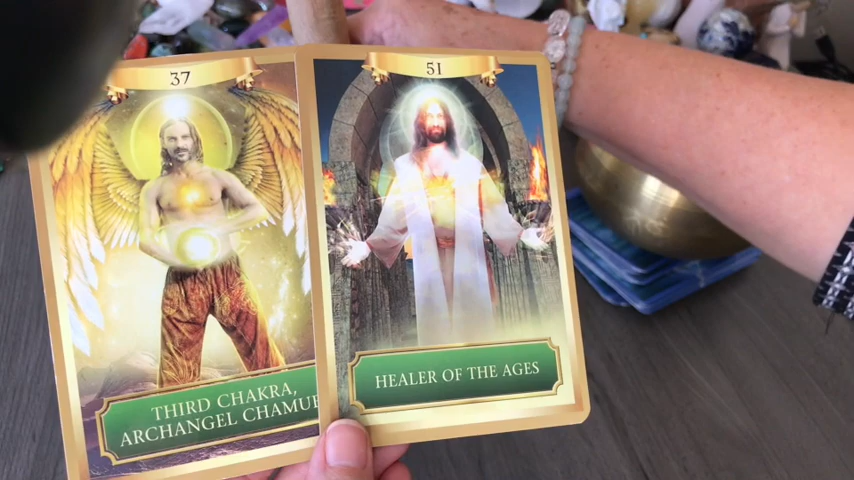 37
THIRD CHAKRA,
ARCHANGEL CHAMUE
51
HEALER OF THE AGES